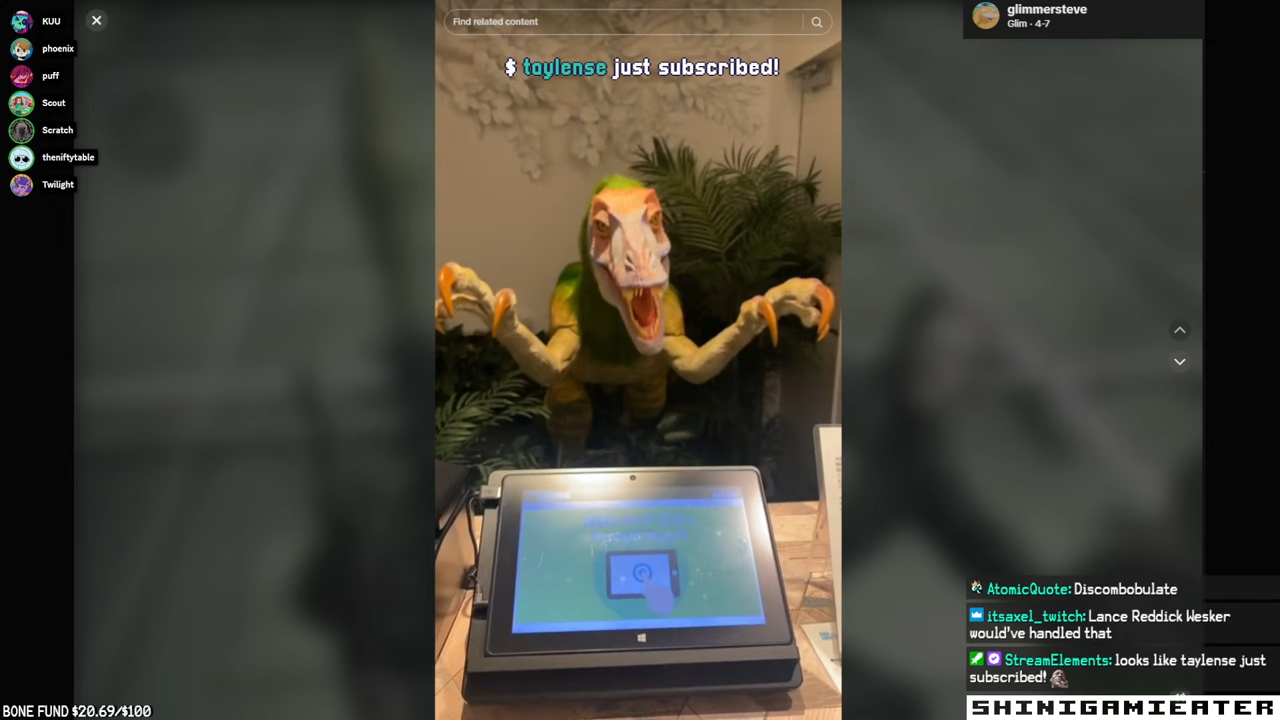 KUU
phoenix
puff
Scout
Scratch
theniftytable
Twilight
Find related content
$ taylense just subscribed!
glimmersteve
Glim · 4-7
AtomicQuote: Discombobulate
itsaxel_twitch: Lance Reddick Wesker
would've handled that
StreamElements: looks like taylense just
subscribed!
BONE FUND $20.69/$100
SHINIGAMIEATER